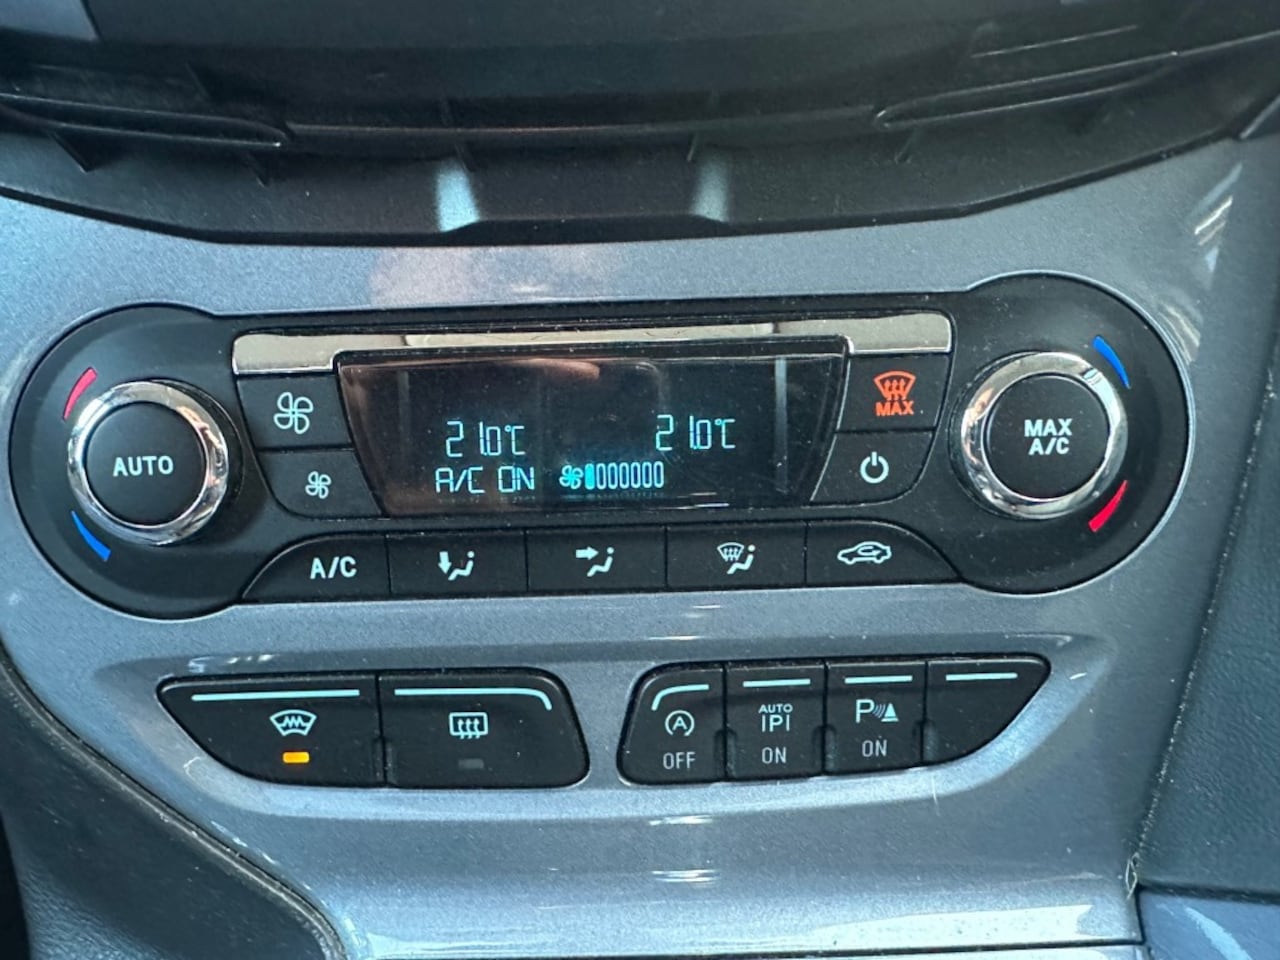 21.0°C 21.0°C
A/C ON
AUTO
MAX
MAX
A/C
A/C
A
OFF
AUTO
P
ON
P
ON